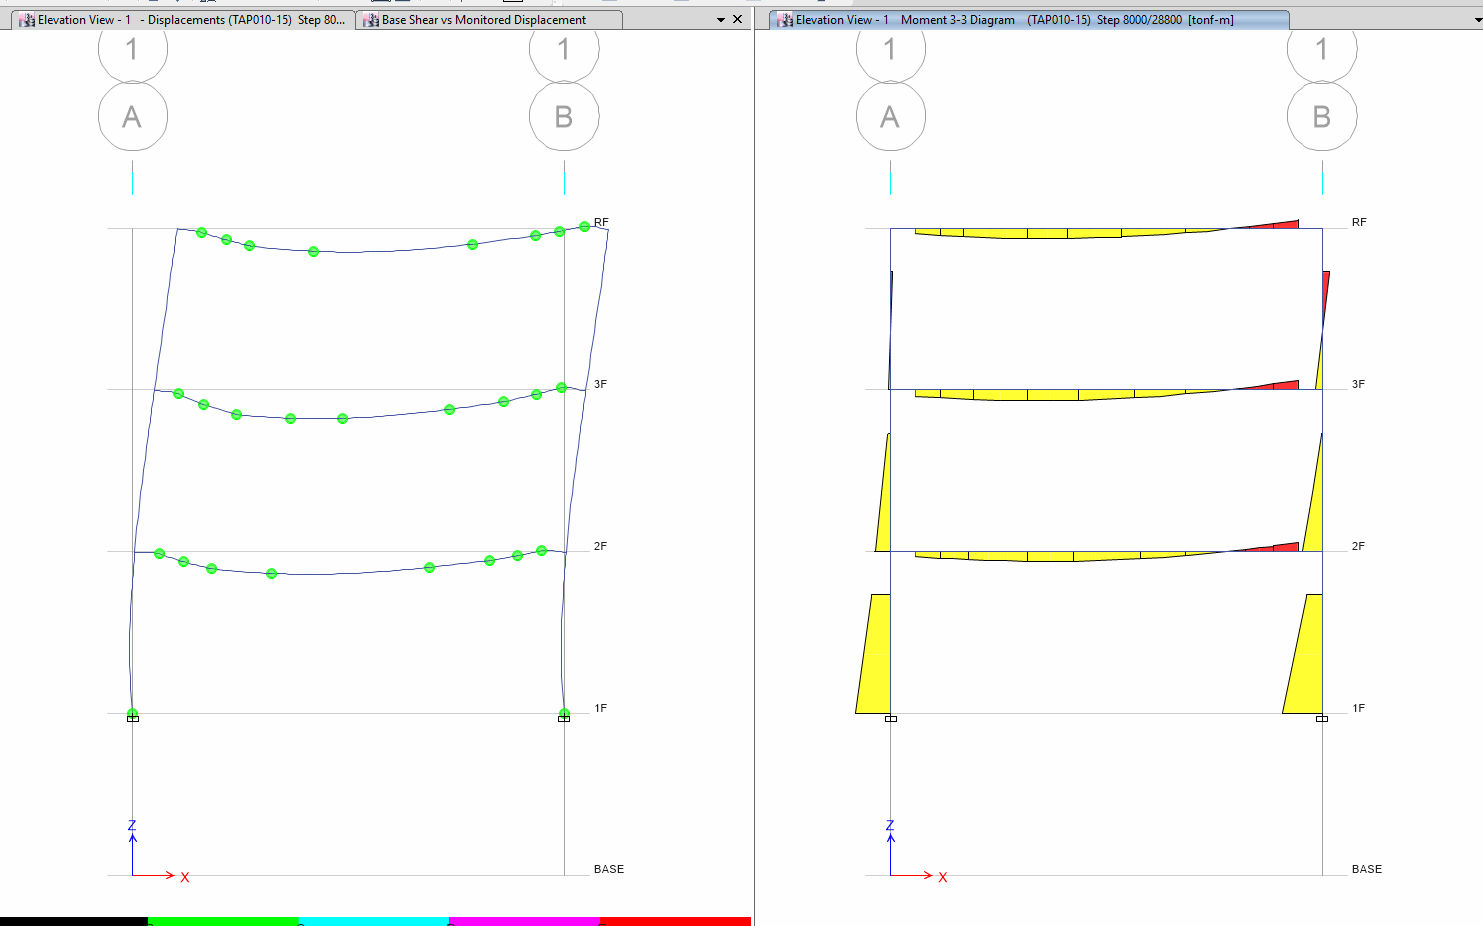 Elevation View - 1 - Displacements (TAP010-15) Step 80...
Base Shear vs Monitored Displacement
1
1
A
B
RF
3F
2F
1F
Z
X
BASE
Elevation View - 1 Moment 3-3 Diagram (TAP010-15) Step 8000/28800 [tonf-m]
1
1
A
B
RF
3F
2F
1F
Z
X
BASE